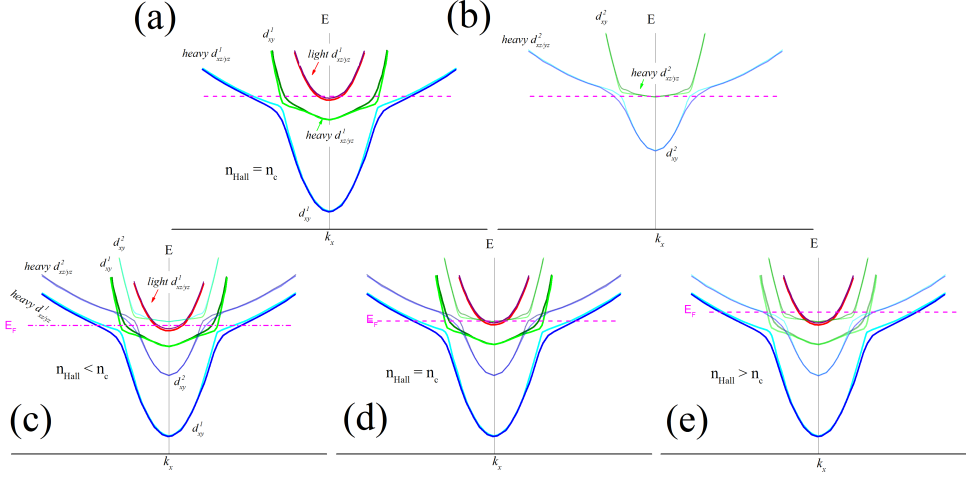 (a)
E
d¹xy
heavy d¹xz/yz
light d¹xz/yz
heavy d¹xz/yz
nHall = nc
d¹xy
kx
(b)
E
d²xy
heavy d²xz/yz
heavy d²xz/yz
d²xy
kx
(c)
E
d²xy
heavy d²xz/yz
d¹xy
light d¹xz/yz
heavy d¹xz/yz
EF
nHall < nc
d²xy
d¹xy
kx
(d)
E
EF
nHall = nc
kx
(e)
E
EF
nHall > nc
kx